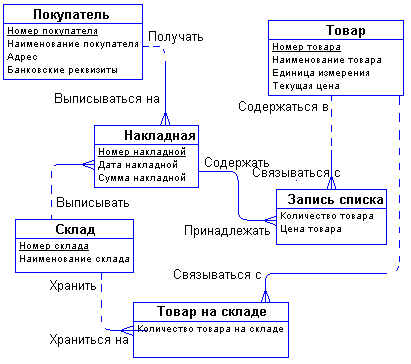 Покупатель
Номер покупателя
Наименование покупателя
Адрес
Банковские реквизиты
Получать
Выписываться на
Товар
Номер товара
Наименование товара
Единица измерения
Текущая цена
Содержаться в
Накладная
Номер накладной
Дата накладной
Сумма накладной
Содержать
Связываться с
Выписывать
Принадлежать
Запись списка
Количество товара
Цена товара
Склад
Номер склада
Наименование склада
Хранить
Связываться с
Храниться на
Товар на складе
Количество товара на складе